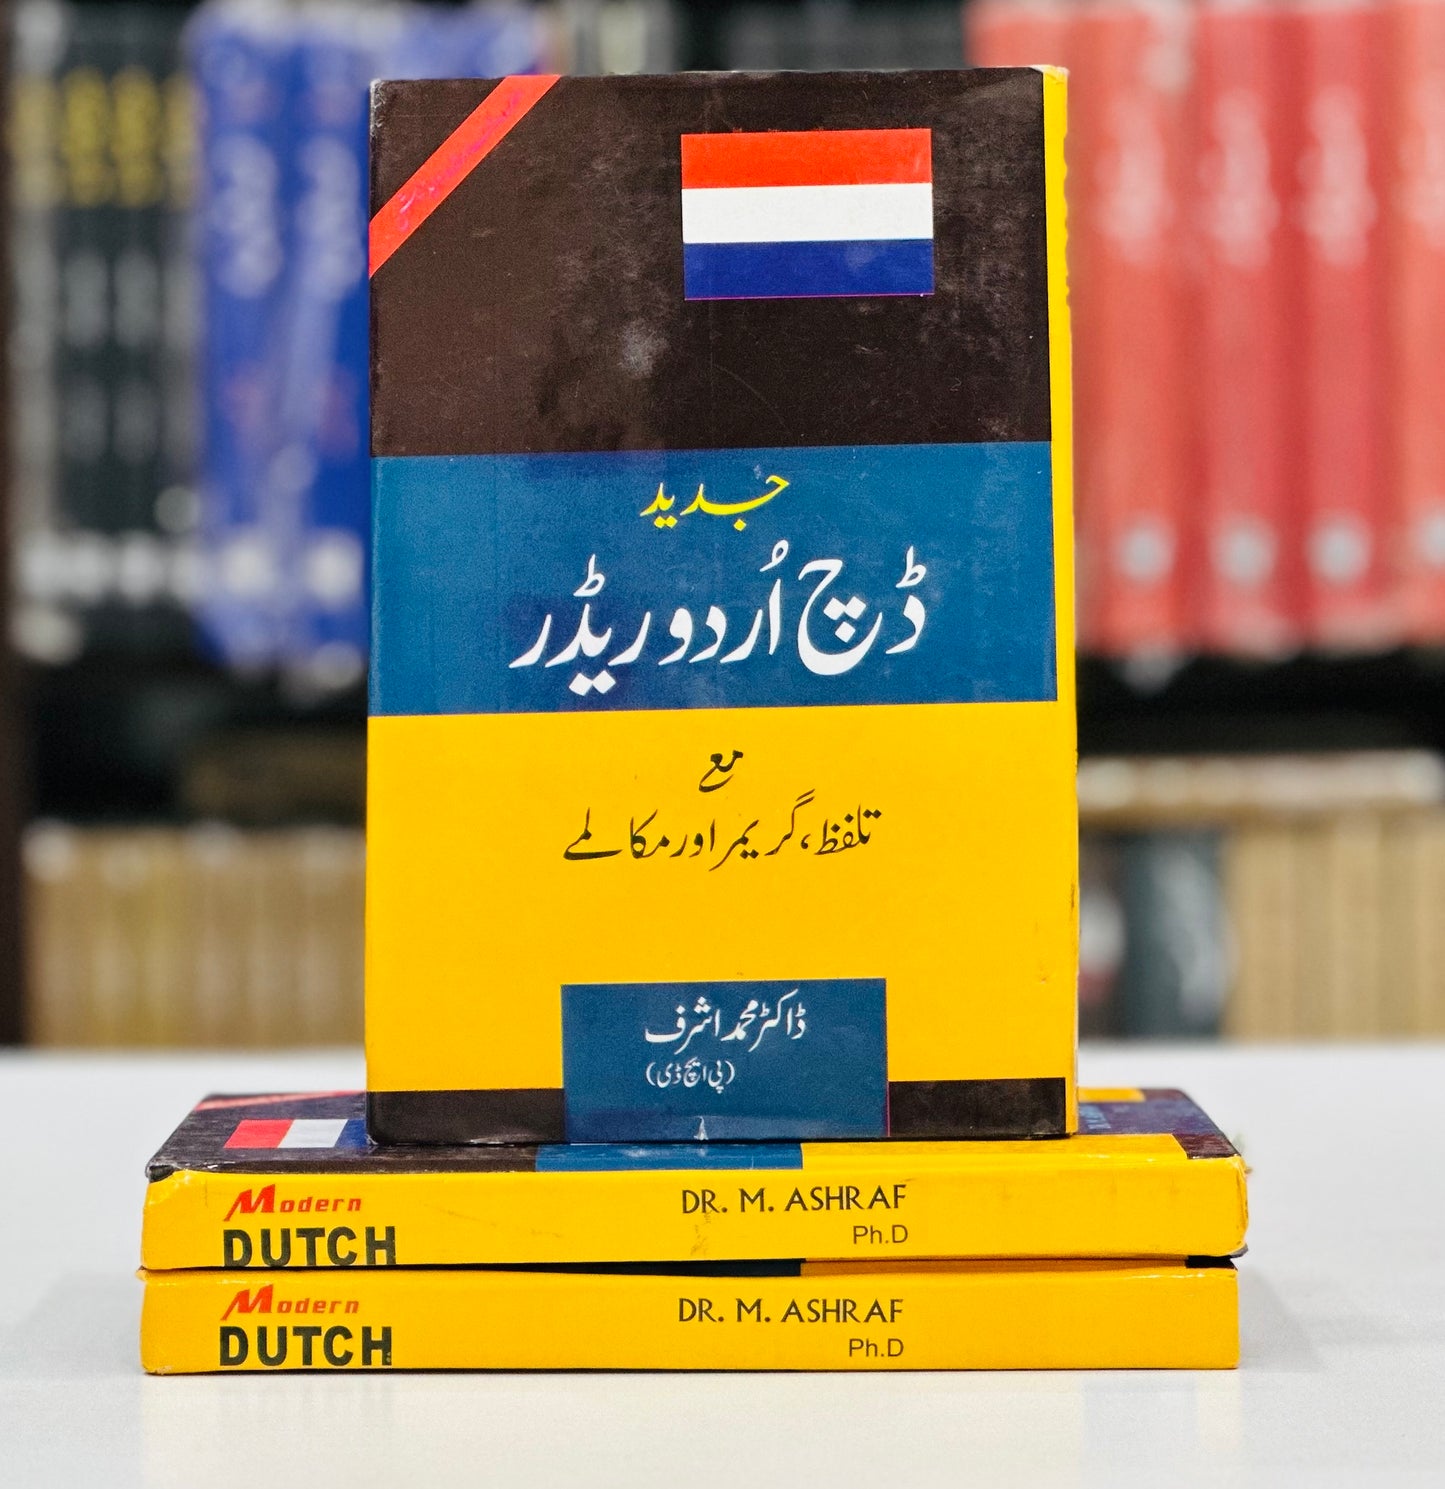 جدید
ڈچ اُردو ریڈر
مع
تلفظ، گریمر اور مکالمے
ڈاکٹر محمد اشرف
(پی ایچ ڈی)
Modern
DUTCH
DR. M. ASHRAF
Ph.D
Modern
DUTCH
DR. M. ASHRAF
Ph.D